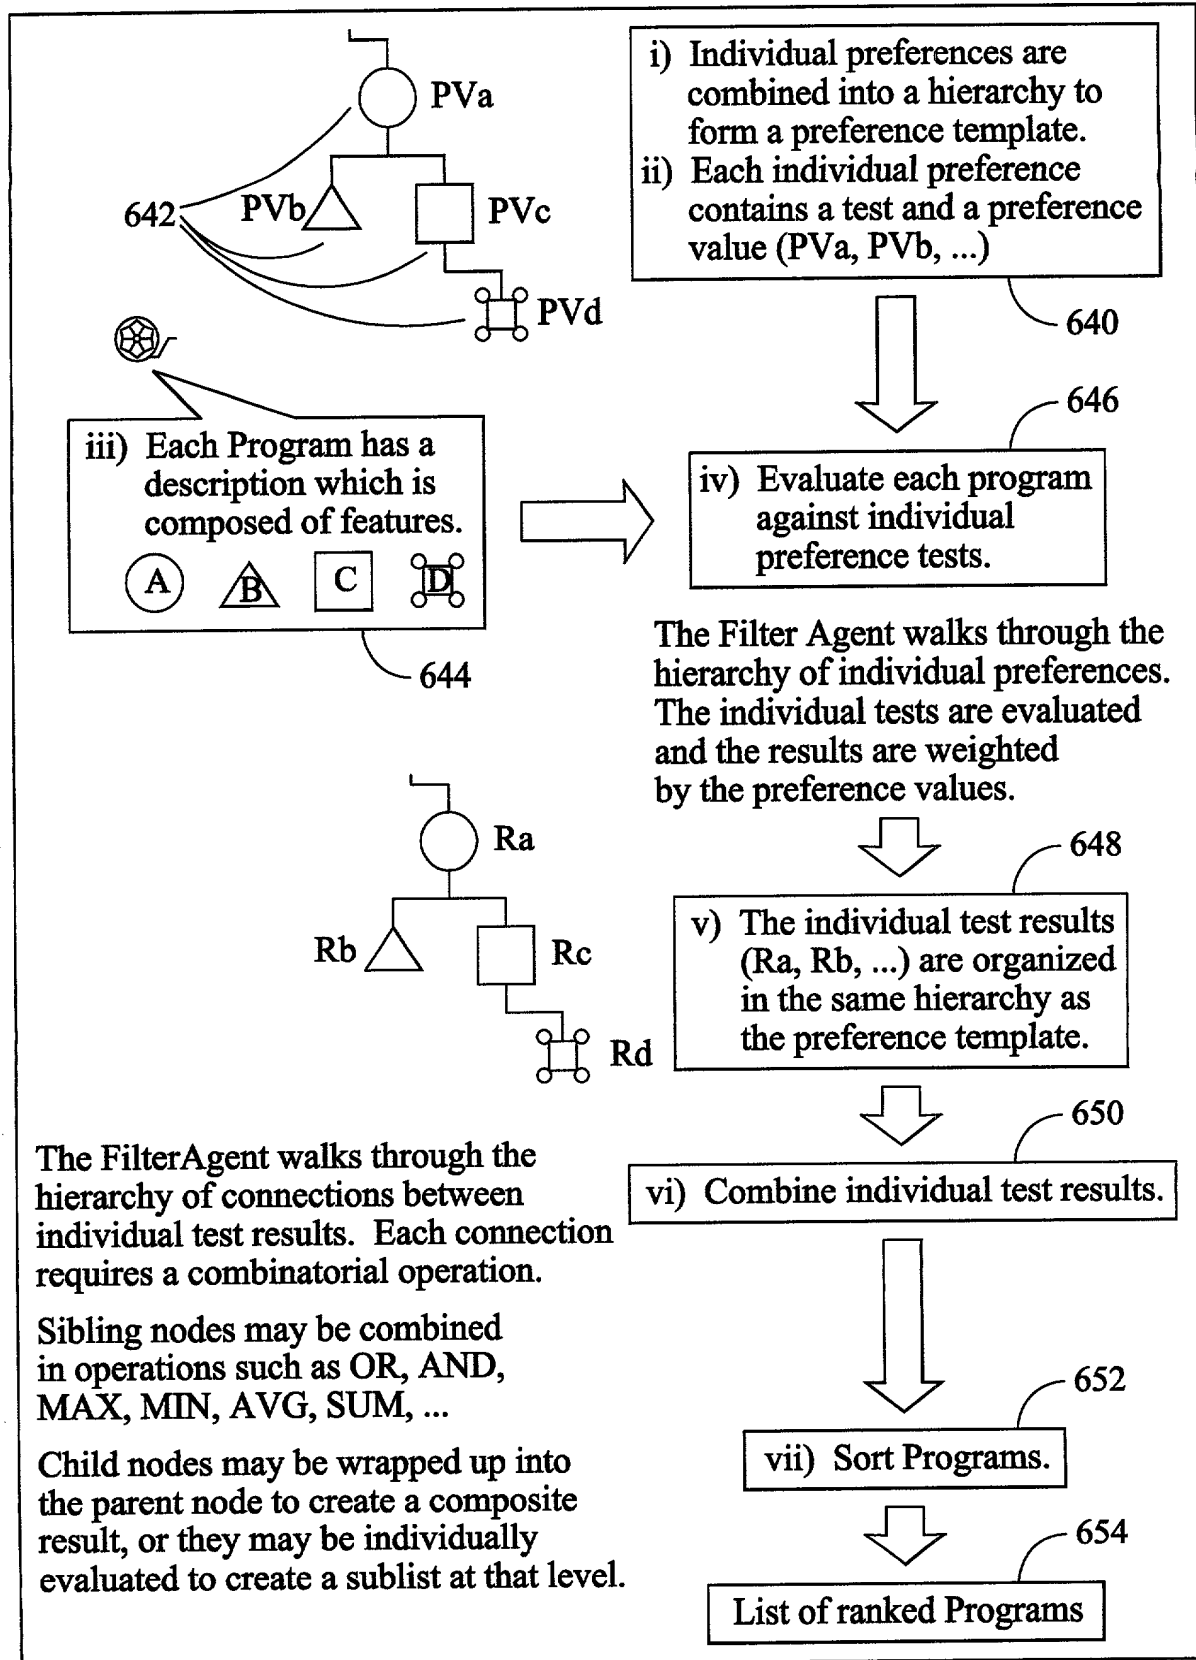 PVa
PVb
PVc
PVd
642
i) Individual preferences are
combined into a hierarchy to
form a preference template.
ii) Each individual preference
contains a test and a preference
value (PVa, PVb, ...)
640
646
iii) Each Program has a
description which is
composed of features.
A
B
C
D
644
iv) Evaluate each program
against individual
preference tests.
The Filter Agent walks through the
hierarchy of individual preferences.
The individual tests are evaluated
and the results are weighted
by the preference values.
648
Ra
Rb
Rc
Rd
v) The individual test results
(Ra, Rb, ...) are organized
in the same hierarchy as
the preference template.
650
vi) Combine individual test results.
The FilterAgent walks through the
hierarchy of connections between
individual test results. Each connection
requires a combinatorial operation.
Sibling nodes may be combined
in operations such as OR, AND,
MAX, MIN, AVG, SUM, ...
Child nodes may be wrapped up into
the parent node to create a composite
result, or they may be individually
evaluated to create a sublist at that level.
652
vii) Sort Programs.
654
List of ranked Programs